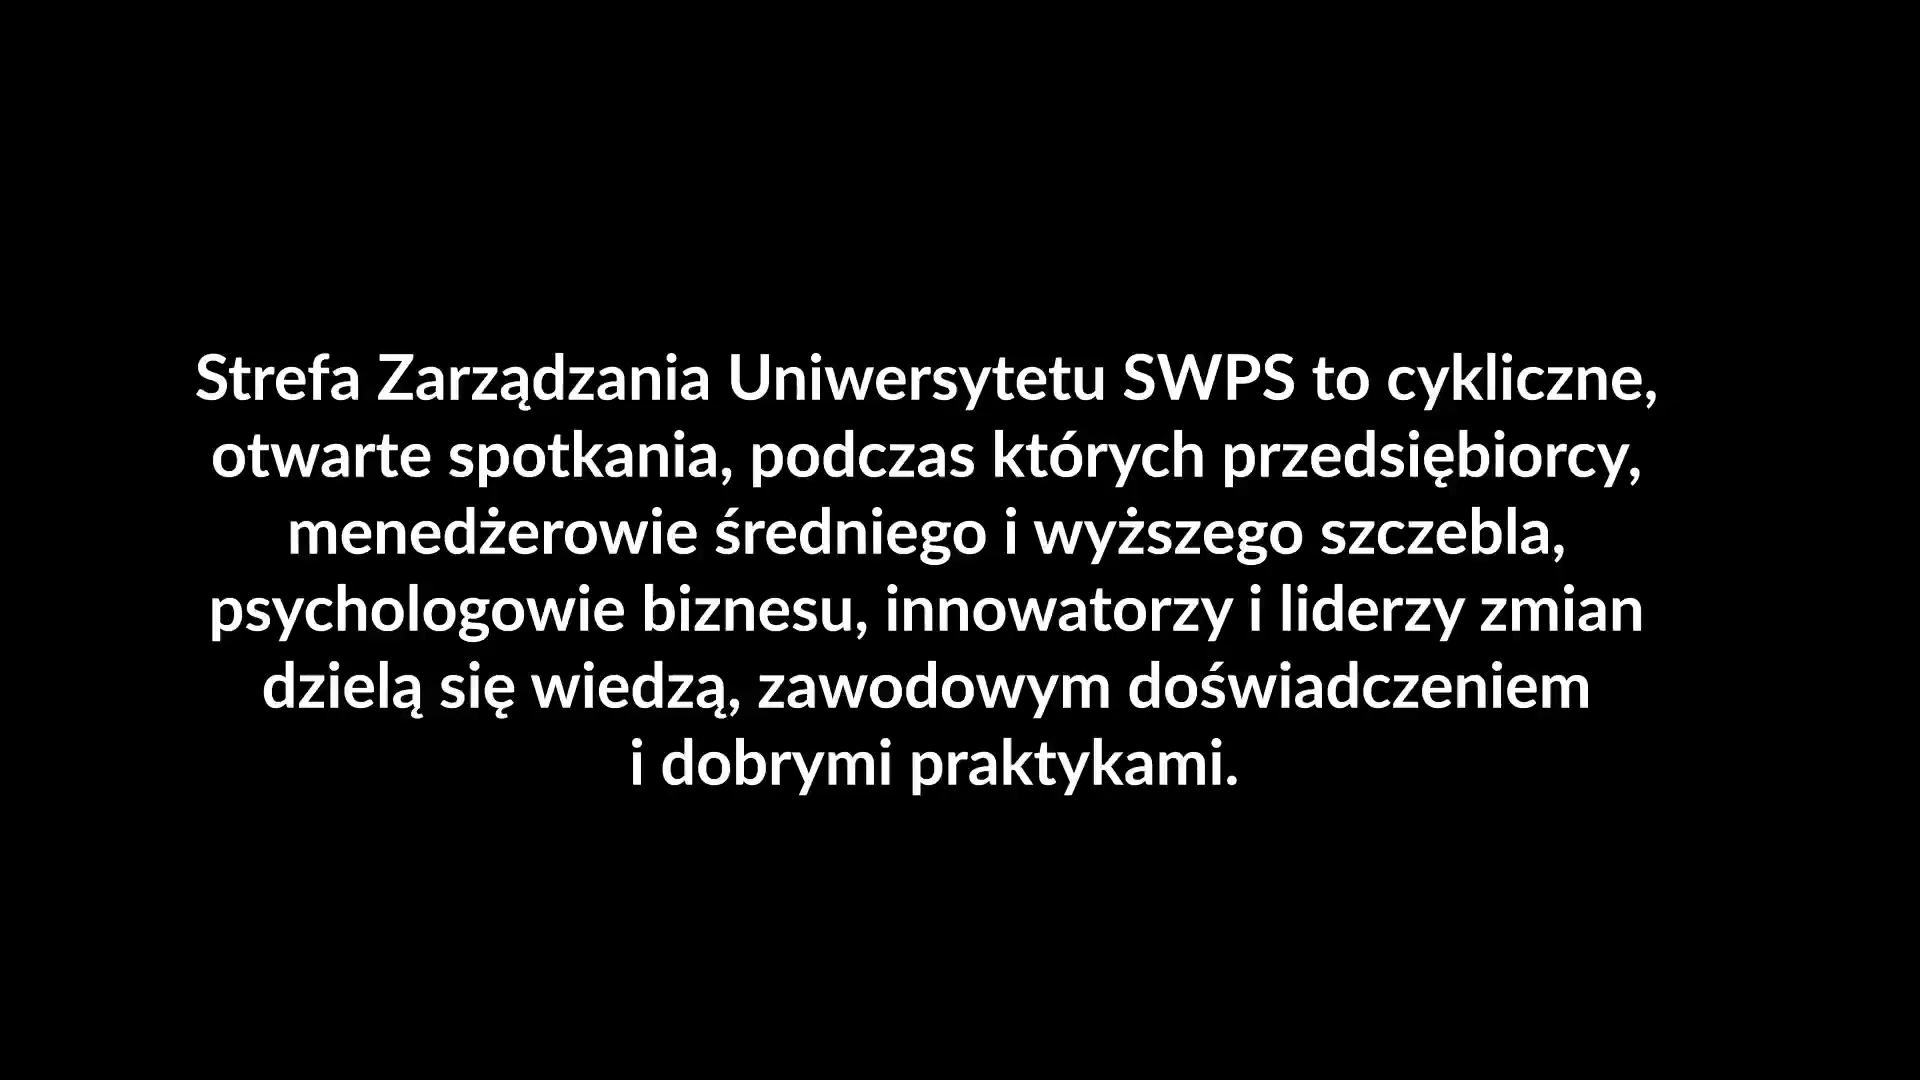 Strefa Zarządzania Uniwersytetu SWPS to cykliczne,
otwarte spotkania, podczas których przedsiębiorcy,
menedżerowie średniego i wyższego szczebla,
psychologowie biznesu, innowatorzy i liderzy zmian
dzielą się wiedzą, zawodowym doświadczeniem
i dobrymi praktykami.